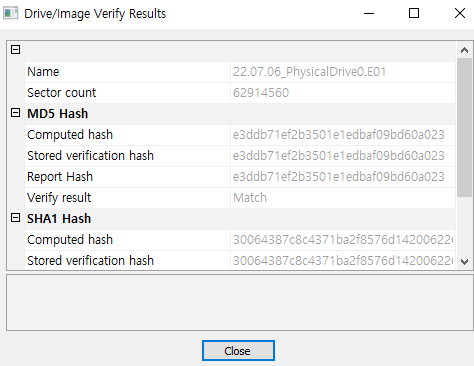 Drive/Image Verify Results
Name 22.07.06_PhysicalDrive0.E01
Sector count 62914560
MD5 Hash
Computed hash e3ddb71ef2b3501e1edbaf09bd60a023
Stored verification hash e3ddb71ef2b3501e1edbaf09bd60a023
Report Hash e3ddb71ef2b3501e1edbaf09bd60a023
Verify result Match
SHA1 Hash
Computed hash 30064387c8c4371ba2f8576d14200622
Stored verification hash 30064387c8c4371ba2f8576d14200622
Close